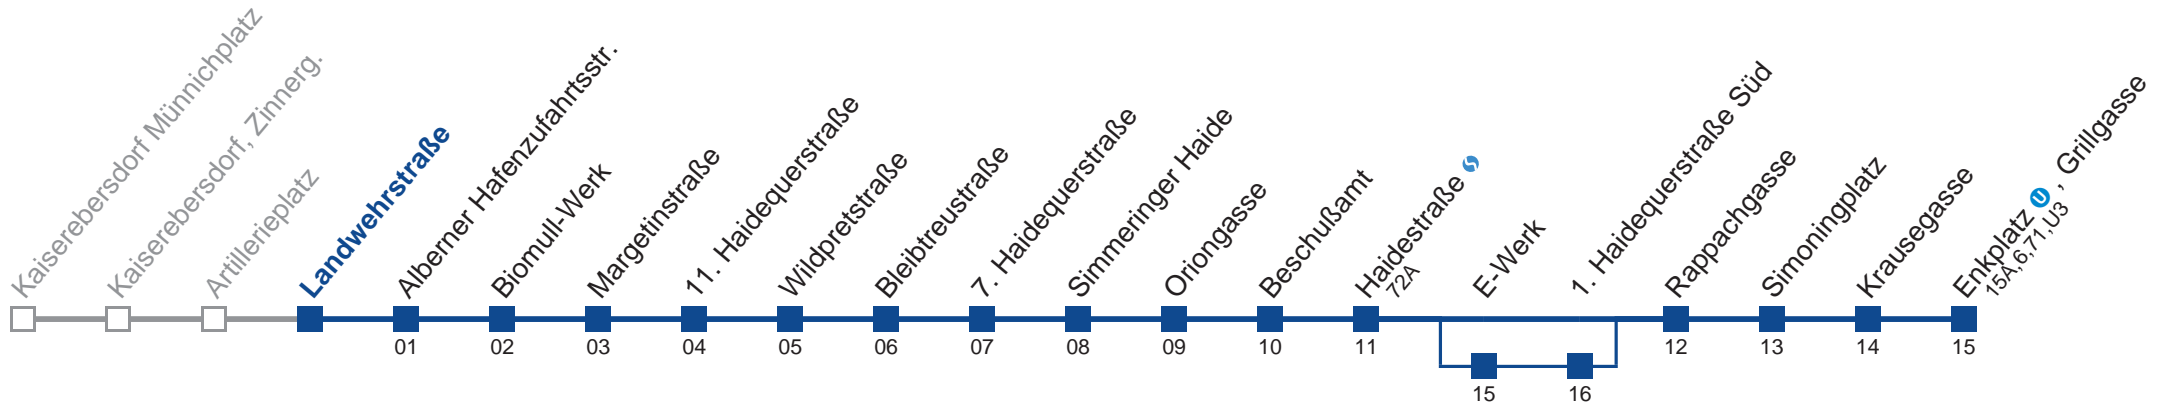 Kaiserebersdorf Münnichplatz
Kaiserebersdorf, Zinnerg.
Artillerieplatz
Landwehrstraße
Alberner Hafenzufahrtsstr.
Biomull-Werk
Margetinstraße
11. Haidequerstraße
Wildpretstraße
Bleibtreustraße
7. Haidequerstraße
Simmeringer Haide
Oriongasse
Beschußamt
Haidestraße S
72A
E-Werk
1. Haidequerstraße Süd
Rappachgasse
Simoningplatz
Krausegasse
Enkplatz U , Grillgasse
15A,6,71,U3
01 02 03 04 05 06 07 08 09 10 11 12 13 14 15
15 16